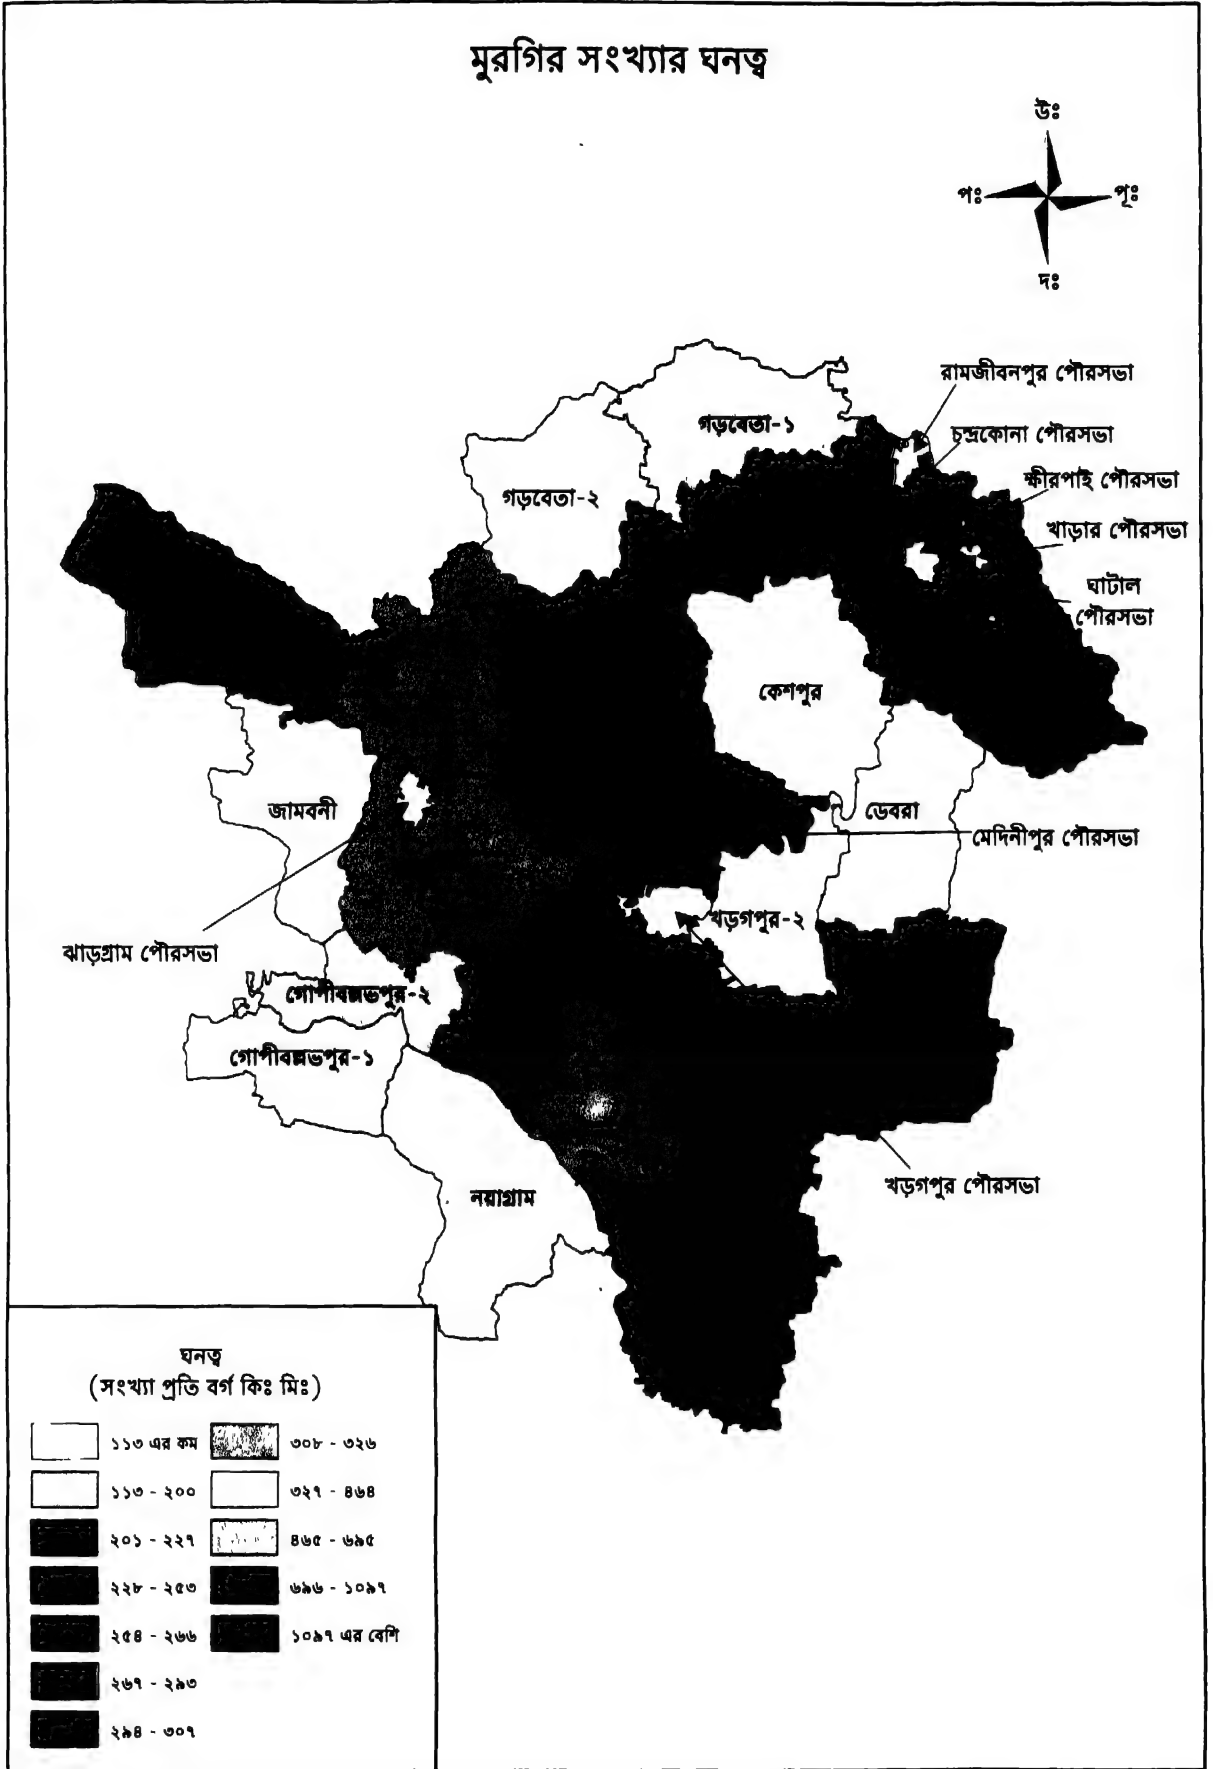 মুরগির সংখ্যার ঘনত্ব
উঃ
পঃ
পূঃ
দঃ
রামজীবনপুর পৌরসভা
গড়বেতা-১
চন্দ্রকোনা পৌরসভা
ক্ষীরপাই পৌরসভা
গড়বেতা-২
খাড়ার পৌরসভা
ঘাটাল
পৌরসভা
কেশপুর
জামবনী
ডেবরা
মেদিনীপুর পৌরসভা
খড়গপুর-২
ঝাড়গ্রাম পৌরসভা
গোপীবল্লভপুর-২
গোপীবল্লভপুর-১
খড়গপুর পৌরসভা
নয়াগ্রাম
ঘনত্ব
(সংখ্যা প্রতি বর্গ কিঃ মিঃ)
১১৩ এর কম
১১৩ - ২০০
২০১ - ২২৭
২২৮ - ২৫৩
২৫৪ - ২৬৬
২৬৭ - ২৯৩
২৯৪ - ৩০৭
৩০৮ - ৩২৬
৩২৭ - ৪৬৪
৪৬৫ - ৬৯৫
৬৯৬ - ১০৯৭
১০৯৭ এর বেশি